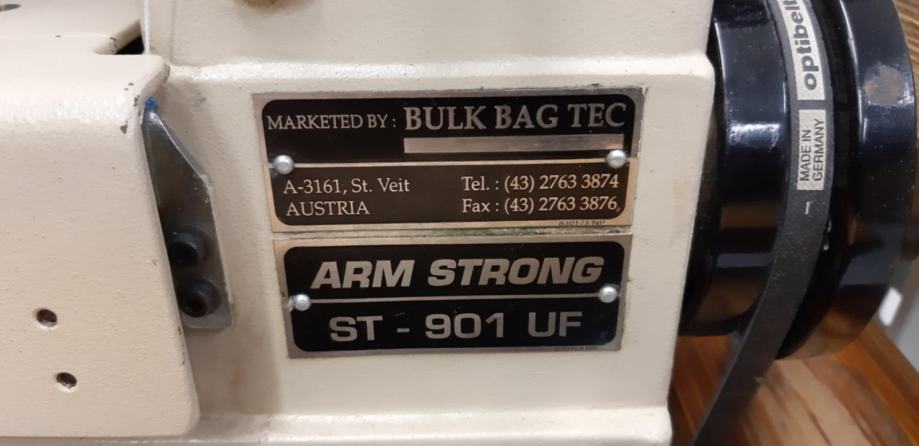 MARKETED BY : BULK BAG TEC
A-3161, St. Veit
Tel. : (43) 2763 3874
AUSTRIA
Fax : (43) 2763 3876
ARM STRONG
ST - 901 UF
optibelt
MADE IN
GERMANY